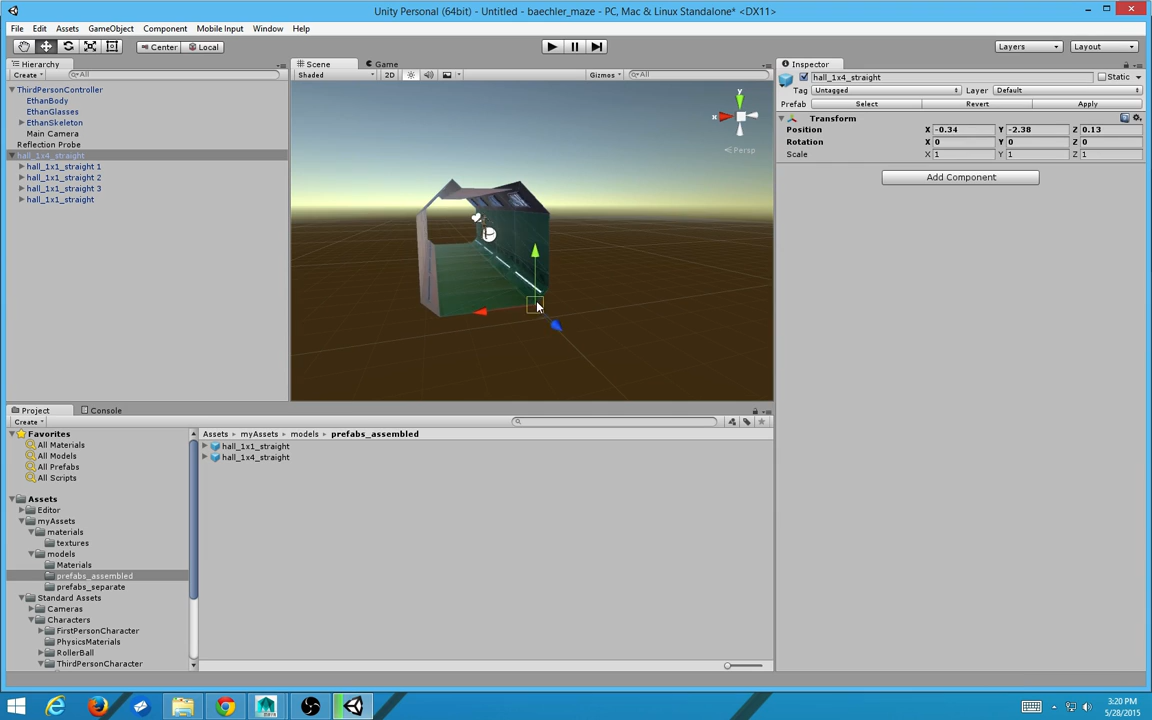 Unity Personal (64bit) - Untitled - baechler_maze - PC, Mac & Linux Standalone* <DX11>
File Edit Assets GameObject Component Mobile Input Window Help
Center Local Layers Layout
Hierarchy Scene Game Inspector
Create All Shaded 2D Gizmos All
hall_1x4_straight Static
Tag Untagged Layer Default
Prefab Select Revert Apply
Transform
Position X -0.34 Y -2.38 Z 0.13
Rotation X 0 Y 0 Z 0
Scale X 1 Y 1 Z 1
Add Component
ThirdPersonController
EthanBody
EthanGlasses
EthanSkeleton
Main Camera
Reflection Probe
hall_1x4_straight
hall_1x1_straight 1
hall_1x1_straight 2
hall_1x1_straight 3
hall_1x1_straight
y
x
Persp
Project Console
Create
Favorites
All Materials
All Models
All Prefabs
All Scripts
Assets
Editor
myAssets
materials
textures
models
Materials
prefabs_assembled
prefabs_separate
Standard Assets
Cameras
Characters
FirstPersonCharacter
PhysicsMaterials
RollerBall
ThirdPersonCharacter
Assets myAssets models prefabs_assembled
hall_1x1_straight
hall_1x4_straight
3:20 PM
5/28/2015